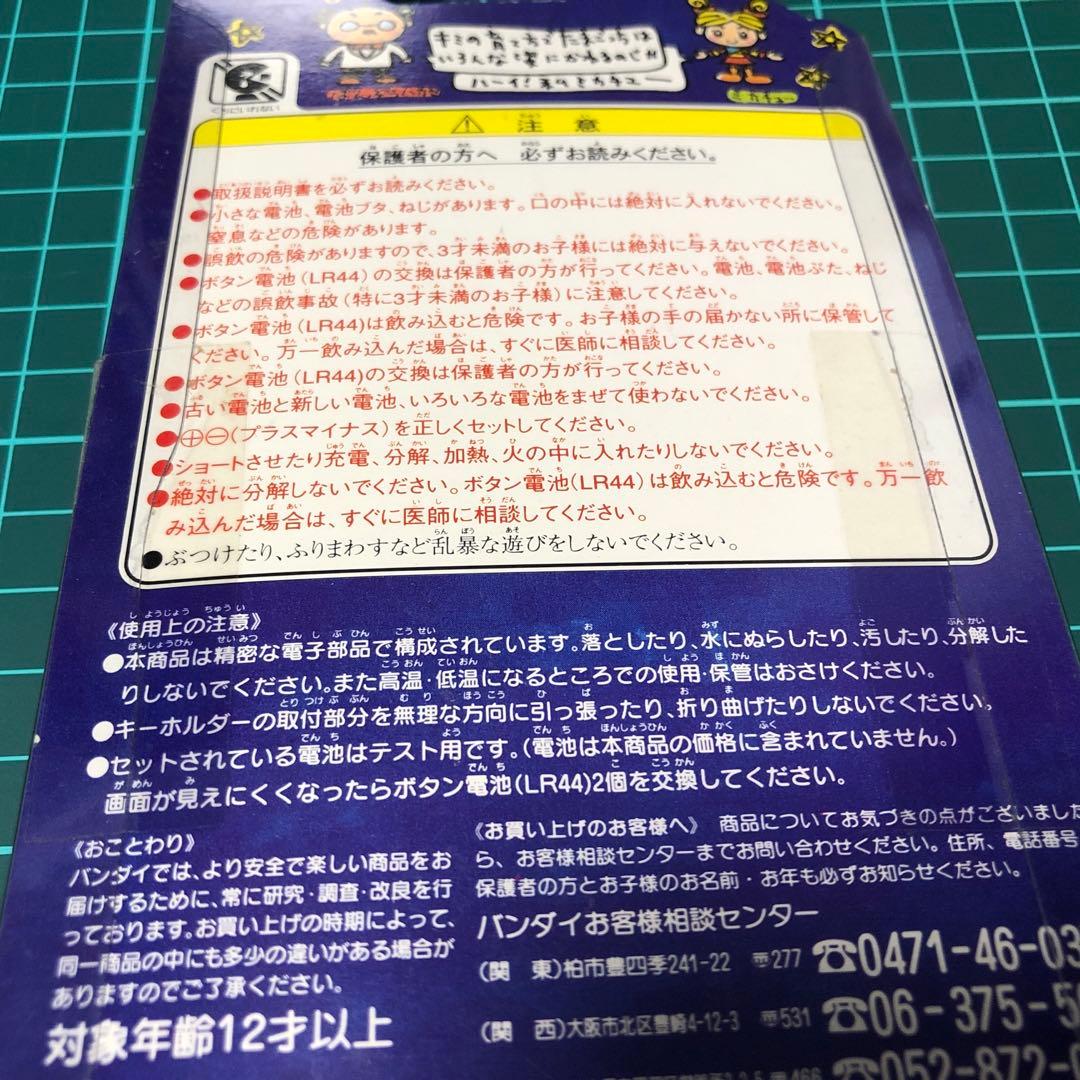 キミの育て方でたまごっちは
いろんな姿にかわるのじゃ!!
ハーイ!
ミカチュー
⚠ 注意
保護者の方へ 必ずお読みください。
●取扱説明書を必ずお読みください。
●小さな電池、電池ブタ、ねじがあります。口の中には絶対に入れないでください。
窒息などの危険があります。
●誤飲の危険がありますので、3才未満のお子様には絶対に与えないでください。
●ボタン電池(LR44)の交換は保護者の方が行ってください。電池、電池ぶた、ねじ
などの誤飲事故(特に3才未満のお子様)に注意してください。
●ボタン電池(LR44)は飲み込むと危険です。お子様の手の届かない所に保管して
ください。万一飲み込んだ場合は、すぐに医師に相談してください。
●ボタン電池(LR44)の交換は保護者の方が行ってください。
●古い電池と新しい電池、いろいろな電池をまぜて使わないでください。
●⊕⊖(プラスマイナス)を正しくセットしてください。
●ショートさせたり充電、分解、加熱、火の中に入れたりしないでください。
●絶対に分解しないでください。ボタン電池(LR44)は飲み込むと危険です。万一飲
み込んだ場合は、すぐに医師に相談してください。
●ぶつけたり、ふりまわすなど乱暴な遊びをしないでください。
《使用上の注意》
●本商品は精密な電子部品で構成されています。落としたり、水にぬらしたり、汚したり、分解した
りしないでください。また高温・低温になるところでの使用・保管はおさけください。
●キーホルダーの取付部分を無理な方向に引っ張ったり、折り曲げたりしないでください。
●セットされている電池はテスト用です。(電池は本商品の価格に含まれていません。)
画面が見えにくくなったらボタン電池(LR44)2個を交換してください。
《おことわり》
バンダイでは、より安全で楽しい商品をお
届けするために、常に研究・調査・改良を行
っております。お買い上げの時期によって、
同一商品の中にも多少の違いがある場合が
ありますのでご了承ください。
対象年齢12才以上
《お買い上げのお客様へ》 商品についてお気づきの点がございました
ら、お客様相談センターまでお問い合わせください。住所、電話番号
保護者の方とお子様のお名前・お年も必ずお知らせください。
バンダイお客様相談センター
(関 東)柏市豊四季241-22 〒277 ☎0471-46-03
(関 西)大阪市北区豊崎4-12-3 〒531 ☎06-375-5
〒466 ☎052-872-0